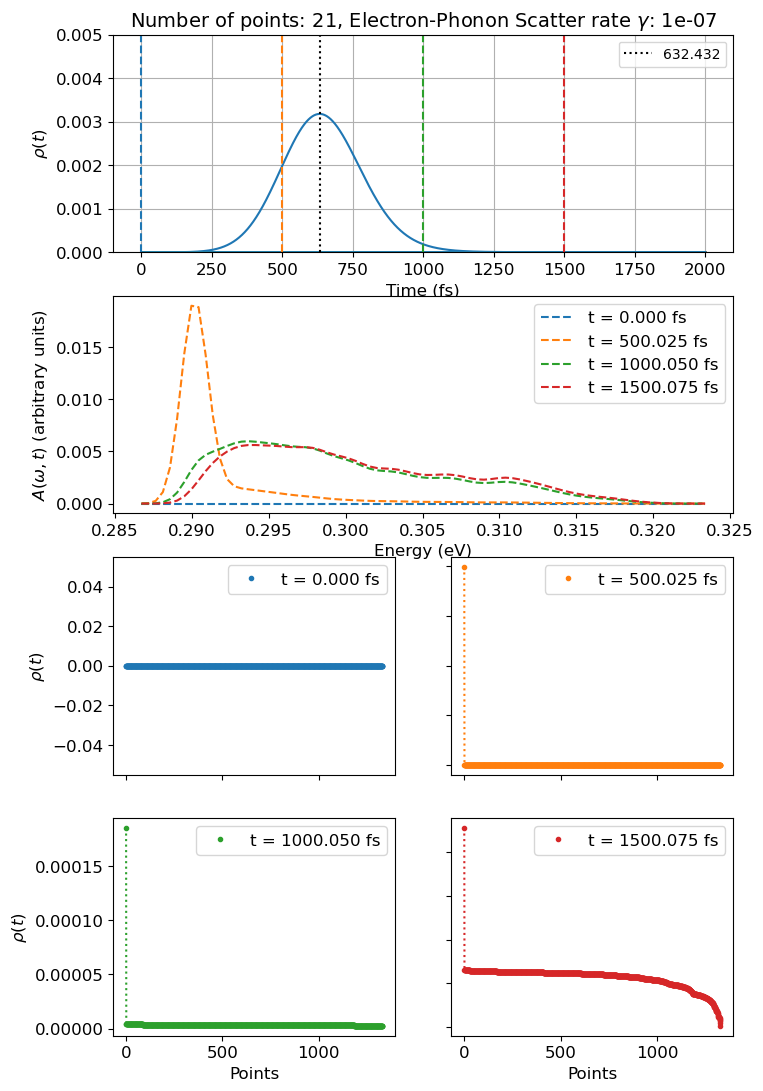 Number of points: 21, Electron-Phonon Scatter rate γ: 1e-07
632.432
0.005
0.004
0.003
0.002
0.001
0.000
ρ(t)
0 250 500 750 1000 1250 1500 1750 2000
Time (fs)
t = 0.000 fs
t = 500.025 fs
t = 1000.050 fs
t = 1500.075 fs
0.015
0.010
0.005
0.000
A(ω, t) (arbitrary units)
0.285 0.290 0.295 0.300 0.305 0.310 0.315 0.320 0.325
Energy (eV)
t = 0.000 fs
0.04
0.02
0.00
−0.02
−0.04
ρ(t)
t = 500.025 fs
t = 1000.050 fs
0.00015
0.00010
0.00005
0.00000
ρ(t)
0 1000
Points
t = 1500.075 fs
0 1000
Points